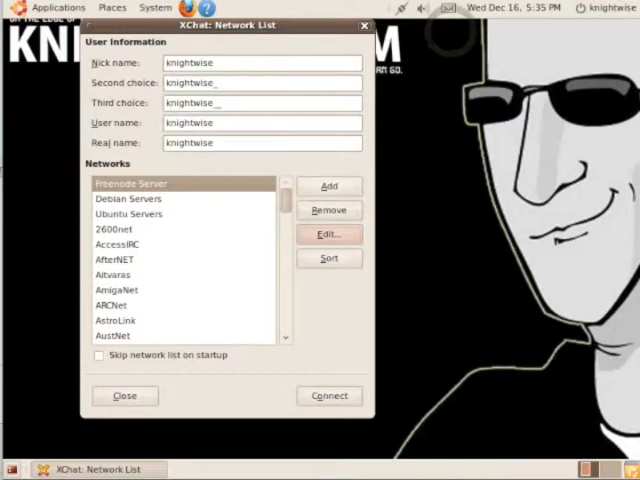 Applications Places System Wed Dec 16, 5:35 PM knightwise
XChat: Network List
User Information
Nick name: knightwise
Second choice: knightwise_
Third choice: knightwise__
User name: knightwise
Real name: knightwise
Networks
Freenode Server
Debian Servers
Ubuntu Servers
2600net
AccessIRC
AfterNET
Aitvaras
AmigaNet
ARCNet
AstroLink
AustNet
Add
Remove
Edit...
Sort
Skip network list on startup
Close
Connect
XChat: Network List